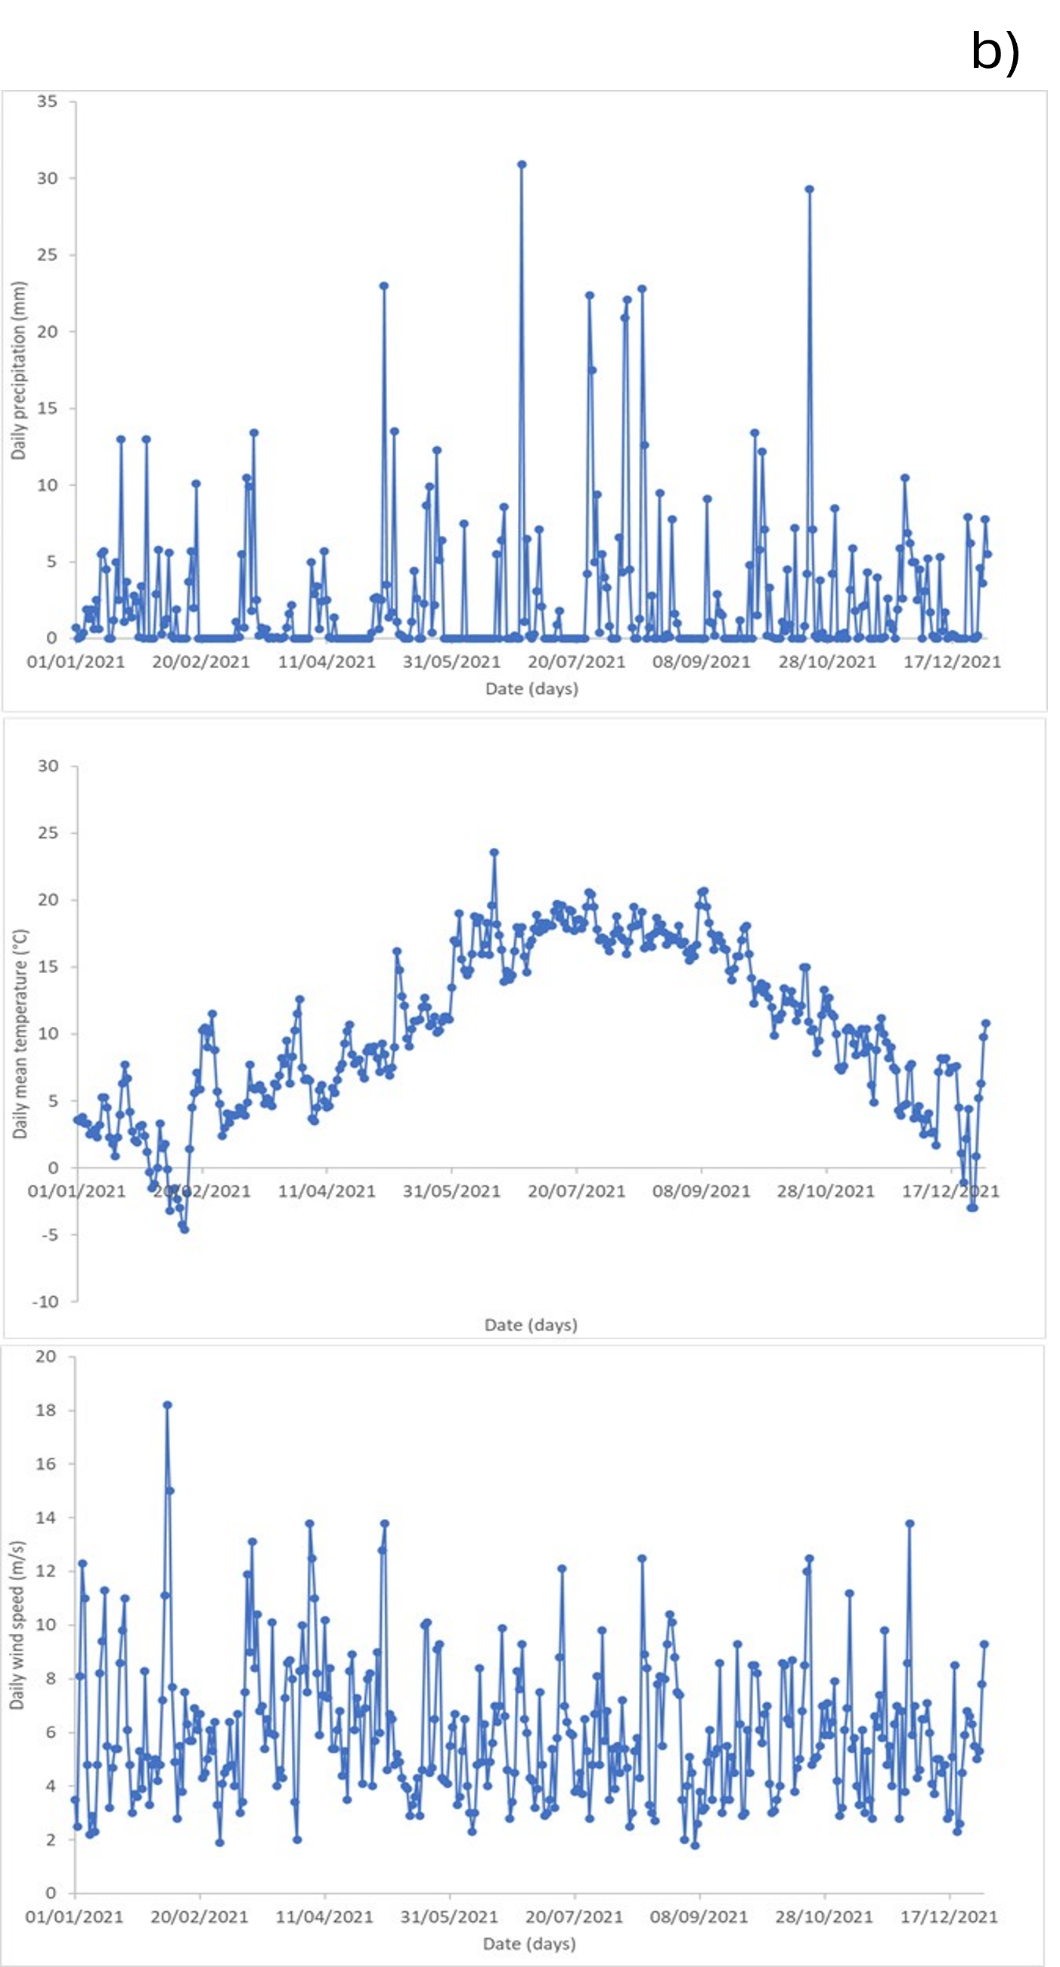 b)
35
30
25
20
15
10
5
0
Daily precipitation (mm)
01/01/2021 20/02/2021 11/04/2021 31/05/2021 20/07/2021 08/09/2021 28/10/2021 17/12/2021
Date (days)
30
25
20
15
10
5
0
-5
-10
Daily mean temperature (°C)
01/01/2021 20/02/2021 11/04/2021 31/05/2021 20/07/2021 08/09/2021 28/10/2021 17/12/2021
Date (days)
20
18
16
14
12
10
8
6
4
2
0
Daily wind speed (m/s)
01/01/2021 20/02/2021 11/04/2021 31/05/2021 20/07/2021 08/09/2021 28/10/2021 17/12/2021
Date (days)